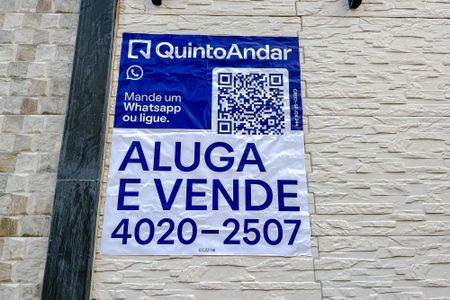 QuintoAndar
Mande um
Whatsapp
ou ligue.
ALUGA
E VENDE
4020-2507